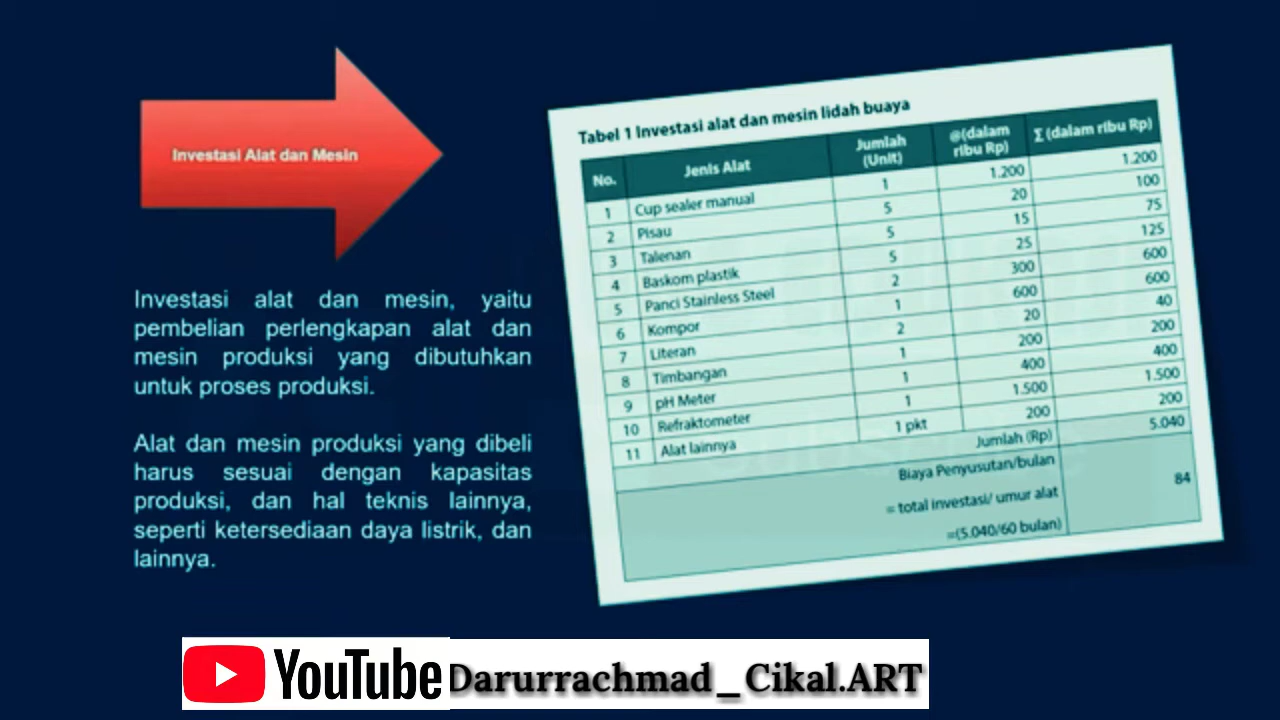 Investasi Alat dan Mesin
Investasi alat dan mesin, yaitu
pembelian perlengkapan alat dan
mesin produksi yang dibutuhkan
untuk proses produksi.
Alat dan mesin produksi yang dibeli
harus sesuai dengan kapasitas
produksi, dan hal teknis lainnya,
seperti ketersediaan daya listrik, dan
lainnya.
Tabel 1 Investasi alat dan mesin lidah buaya
No. Jenis Alat Jumlah (Unit) @(dalam ribu Rp) Σ (dalam ribu Rp)
1 Cup sealer manual 1 1.200 1.200
2 Pisau 5 20 100
3 Talenan 5 15 75
4 Baskom plastik 5 25 125
5 Panci Stainless Steel 2 300 600
6 Kompor 1 600 600
7 Literan 2 20 40
8 Timbangan 1 200 200
9 pH Meter 1 400 400
10 Refraktometer 1 1.500 1.500
11 Alat lainnya 1 pkt 200 200
Jumlah (Rp) 5.040
Biaya Penyusutan/bulan
= total investasi/ umur alat 84
=(5.040/60 bulan)
YouTube Darurrachmad_Cikal.ART